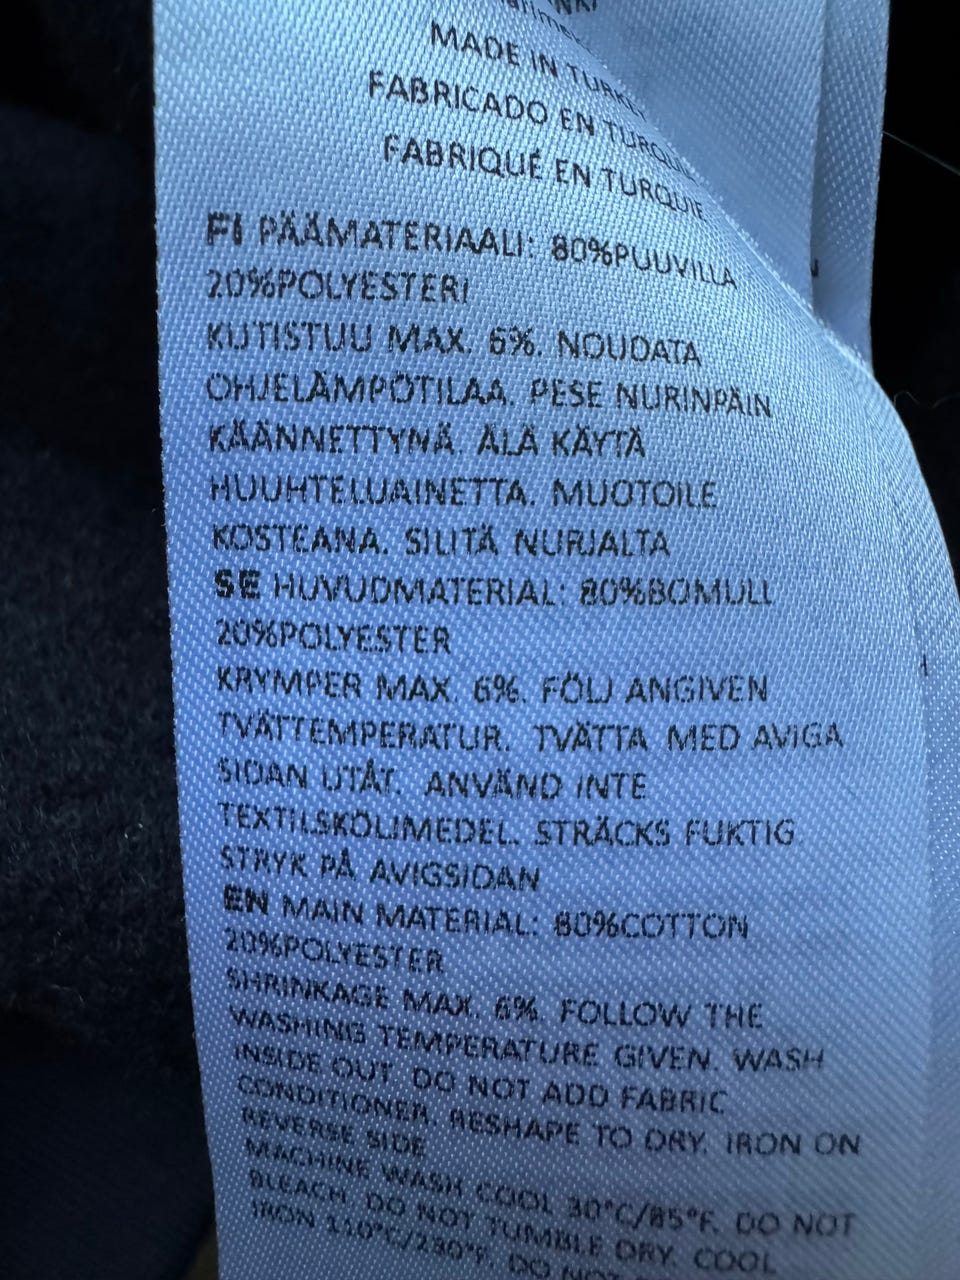 MADE IN TURKEY
FABRICADO EN TURQUIA
FABRIQUÉ EN TURQUIE
FI PÄÄMATERIAALI: 80%PUUVILLA
20%POLYESTERI
KUTISTUU MAX. 6%. NOUDATA
OHJELÄMPÖTILAA. PESE NURINPÄIN
KÄÄNNETTYNÄ. ÄLÄ KÄYTÄ
HUUHTELUAINETTA. MUOTOILE
KOSTEANA. SILITÄ NURJALTA
SE HUVUDMATERIAL: 80%BOMULL
20%POLYESTER
KRYMPER MAX. 6%. FÖLJ ANGIVEN
TVÄTTEMPERATUR. TVÄTTA MED AVIGA
SIDAN UTÅT. ANVÄND INTE
TEXTILSKÖLJMEDEL. STRÄCKS FUKTIG.
STRYK PÅ AVIGSIDAN
EN MAIN MATERIAL: 80%COTTON
20%POLYESTER
SHRINKAGE MAX. 6%. FOLLOW THE
WASHING TEMPERATURE GIVEN. WASH
INSIDE OUT. DO NOT ADD FABRIC
CONDITIONER. RESHAPE TO DRY. IRON ON
REVERSE SIDE
MACHINE WASH COOL 30°C/85°F. DO NOT
BLEACH. DO NOT TUMBLE DRY. COOL
IRON 110°C/230°F. DO NOT